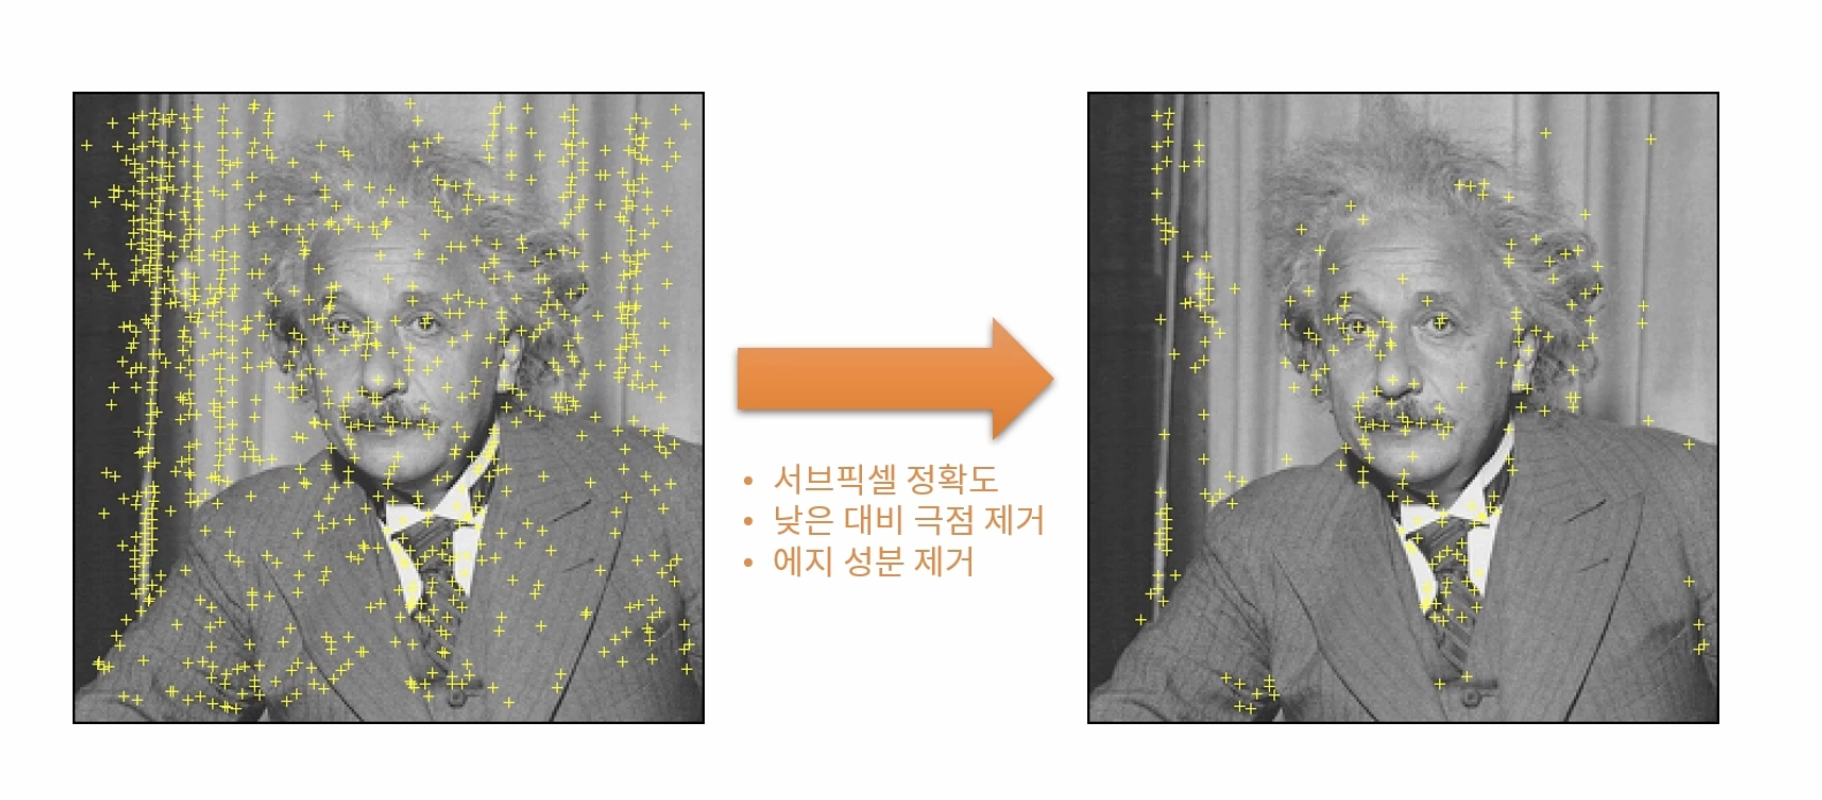 • 서브픽셀 정확도
• 낮은 대비 극점 제거
• 에지 성분 제거